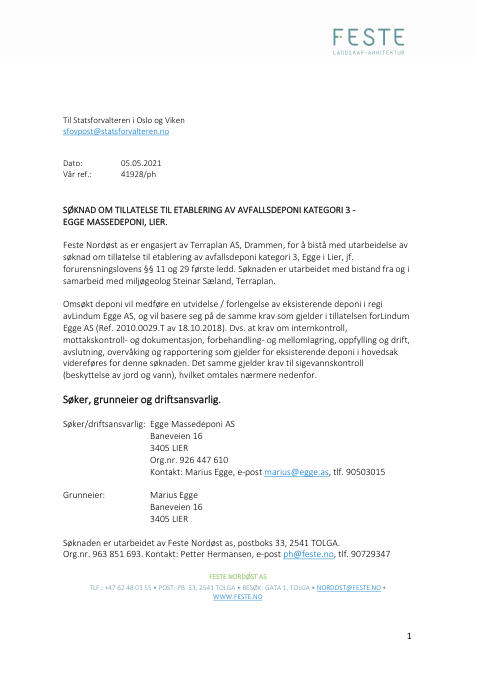 FESTE
LANDSKAP-ARKITEKTUR
Til Statsforvalteren i Oslo og Viken
sfovpost@statsforvalteren.no
Dato: 05.05.2021
Vår ref.: 41928/ph
SØKNAD OM TILLATELSE TIL ETABLERING AV AVFALLSDEPONI KATEGORI 3 -
EGGE MASSEDEPONI, LIER.
Feste Nordøst as er engasjert av Terraplan AS, Drammen, for å bistå med utarbeidelse av
søknad om tillatelse til etablering av avfallsdeponi kategori 3, Egge i Lier, jf.
forurensningslovens §§ 11 og 29 første ledd. Søknaden er utarbeidet med bistand fra og i
samarbeid med miljøgeolog Steinar Sæland, Terraplan.
Omsøkt deponi vil medføre en utvidelse / forlengelse av eksisterende deponi i regi
avLindum Egge AS, og vil basere seg på de samme krav som gjelder i tillatelsen forLindum
Egge AS (Ref. 2010.0029.T av 18.10.2018). Dvs. at krav om internkontroll,
mottakskontroll- og dokumentasjon, forbehandling- og mellomlagring, oppfylling og drift,
avslutning, overvåking og rapportering som gjelder for eksisterende deponi i hovedsak
videreføres for denne søknaden. Det samme gjelder krav til sigevannskontroll
(beskyttelse av jord og vann), hvilket omtales nærmere nedenfor.
Søker, grunneier og driftsansvarlig.
Søker/driftsansvarlig: Egge Massedeponi AS
Baneveien 16
3405 LIER
Org.nr. 926 447 610
Kontakt: Marius Egge, e-post marius@egge.as, tlf. 90503015
Grunneier: Marius Egge
Baneveien 16
3405 LIER
Søknaden er utarbeidet av Feste Nordøst as, postboks 33, 2541 TOLGA.
Org.nr. 963 851 693. Kontakt: Petter Hermansen, e-post ph@feste.no, tlf. 90729347
FESTE NORDØST AS
TLF.: +47 62 48 03 55 • POST: PB. 33, 2541 TOLGA • BESØK: GATA 1, TOLGA • NORDOST@FESTE.NO •
WWW.FESTE.NO
1